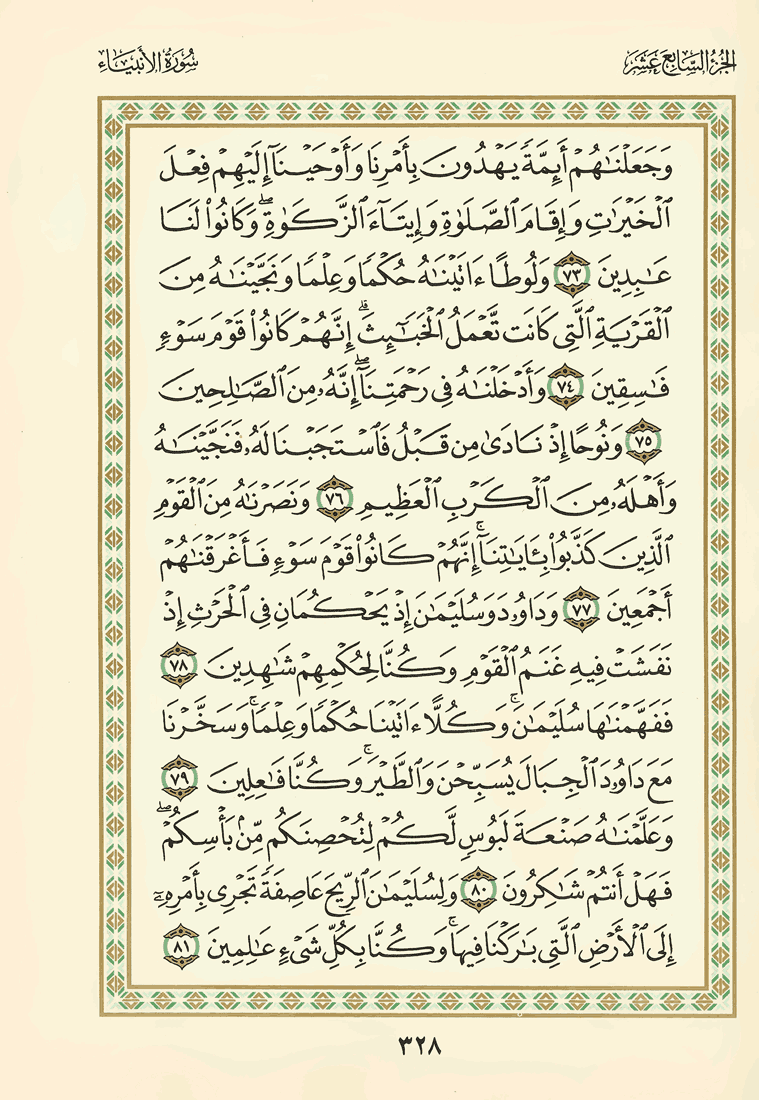 الجزء السابع عشر
سورة الأنبياء
وَجَعَلْنَٰهُمْ أَئِمَّةً يَهْدُونَ بِأَمْرِنَا وَأَوْحَيْنَآ إِلَيْهِمْ فِعْلَ
ٱلْخَيْرَٰتِ وَإِقَامَ ٱلصَّلَوٰةِ وَإِيتَآءَ ٱلزَّكَوٰةِۖ وَكَانُوا۟ لَنَا
عَٰبِدِينَ ٧٣ وَلُوطًا ءَاتَيْنَٰهُ حُكْمًا وَعِلْمًا وَنَجَّيْنَٰهُ مِنَ
ٱلْقَرْيَةِ ٱلَّتِى كَانَت تَّعْمَلُ ٱلْخَبَٰٓئِثَۗ إِنَّهُمْ كَانُوا۟ قَوْمَ سَوْءٍ
فَٰسِقِينَ ٧٤ وَأَدْخَلْنَٰهُ فِى رَحْمَتِنَآۖ إِنَّهُۥ مِنَ ٱلصَّٰلِحِينَ
٧٥ وَنُوحًا إِذْ نَادَىٰ مِن قَبْلُ فَٱسْتَجَبْنَا لَهُۥ فَنَجَّيْنَٰهُ
وَأَهْلَهُۥ مِنَ ٱلْكَرْبِ ٱلْعَظِيمِ ٧٦ وَنَصَرْنَٰهُ مِنَ ٱلْقَوْمِ
ٱلَّذِينَ كَذَّبُوا۟ بِـَٔايَٰتِنَآۚ إِنَّهُمْ كَانُوا۟ قَوْمَ سَوْءٍ فَأَغْرَقْنَٰهُمْ
أَجْمَعِينَ ٧٧ وَدَاوُۥدَ وَسُلَيْمَٰنَ إِذْ يَحْكُمَانِ فِى ٱلْحَرْثِ إِذْ
نَفَشَتْ فِيهِ غَنَمُ ٱلْقَوْمِ وَكُنَّا لِحُكْمِهِمْ شَٰهِدِينَ ٧٨
فَفَهَّمْنَٰهَا سُلَيْمَٰنَۚ وَكُلًّا ءَاتَيْنَا حُكْمًا وَعِلْمًاۚ وَسَخَّرْنَا
مَعَ دَاوُۥدَ ٱلْجِبَالَ يُسَبِّحْنَ وَٱلطَّيْرَۚ وَكُنَّا فَٰعِلِينَ ٧٩
وَعَلَّمْنَٰهُ صَنْعَةَ لَبُوسٍ لَّكُمْ لِتُحْصِنَكُم مِّنۢ بَأْسِكُمْۖ
فَهَلْ أَنتُمْ شَٰكِرُونَ ٨٠ وَلِسُلَيْمَٰنَ ٱلرِّيحَ عَاصِفَةً تَجْرِى بِأَمْرِهِۦٓ
إِلَى ٱلْأَرْضِ ٱلَّتِى بَٰرَكْنَا فِيهَاۚ وَكُنَّا بِكُلِّ شَىْءٍ عَٰلِمِينَ ٨١
٣٢٨